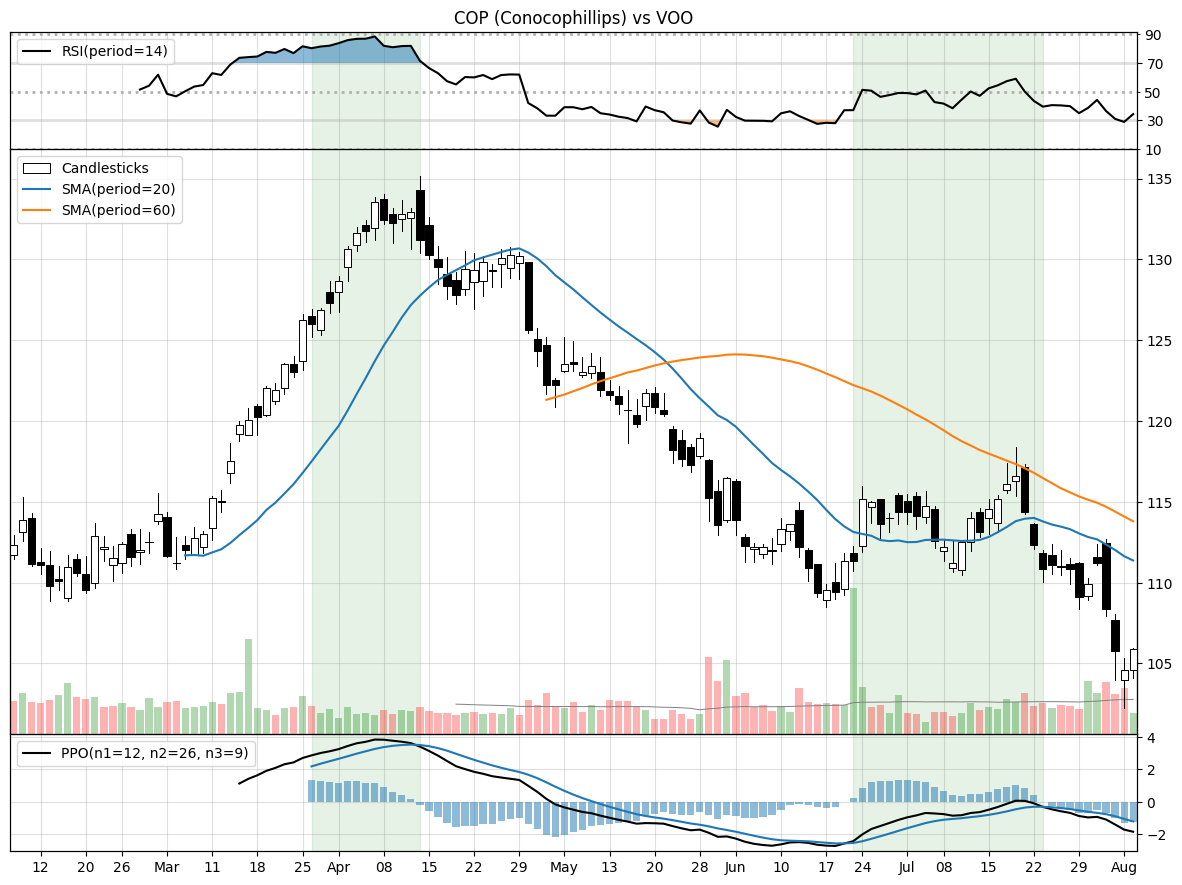 COP (Conocophillips) vs VOO
RSI(period=14)
90
70
50
30
10
Candlesticks
SMA(period=20)
SMA(period=60)
135
130
125
120
115
110
105
PPO(n1=12, n2=26, n3=9)
4
2
0
−2
12 20 26 Mar 11 18 25 Apr 08 15 22 29 May 13 20 28 Jun 10 17 24 Jul 08 15 22 29 Aug